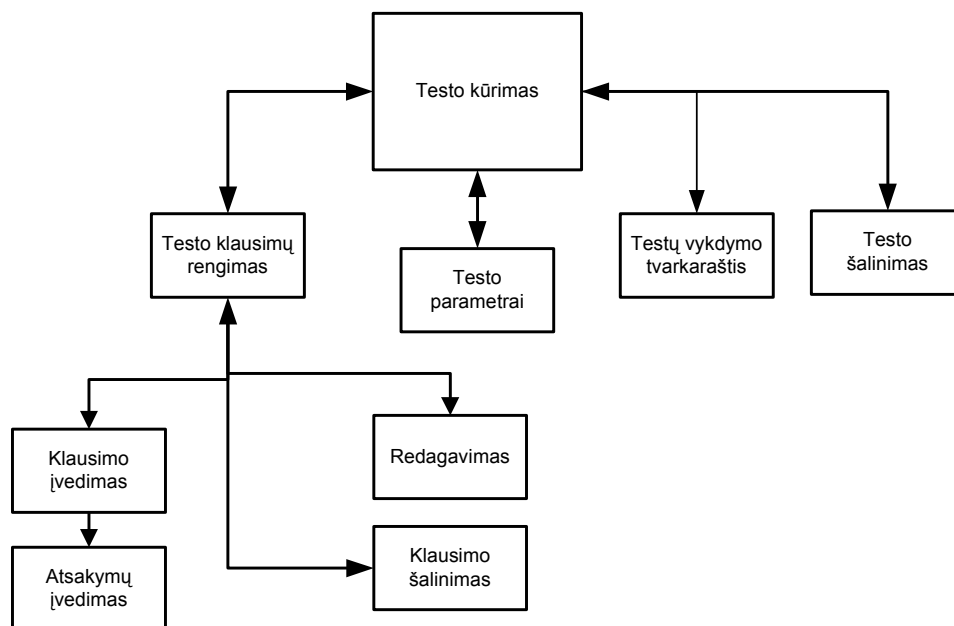 Testo kūrimas
Testo klausimų
rengimas
Testo
parametrai
Testų vykdymo
tvarkaraštis
Testo
šalinimas
Klausimo
įvedimas
Redagavimas
Atsakymų
įvedimas
Klausimo
šalinimas